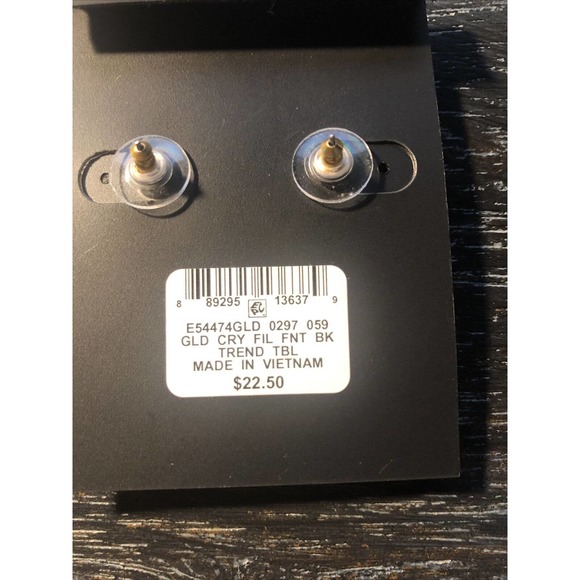 8 89295 13637 9
E54474GLD 0297 059
GLD CRY FIL FNT BK
TREND TBL
MADE IN VIETNAM
$22.50